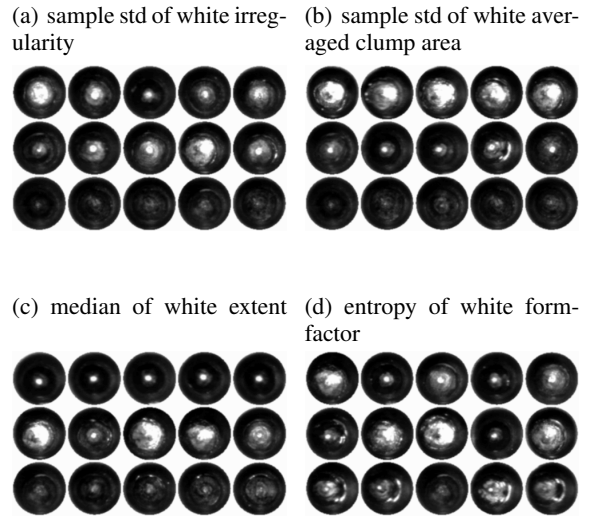 (a) sample std of white irreg-
ularity
(b) sample std of white aver-
aged clump area
(c) median of white extent
(d) entropy of white form-
factor